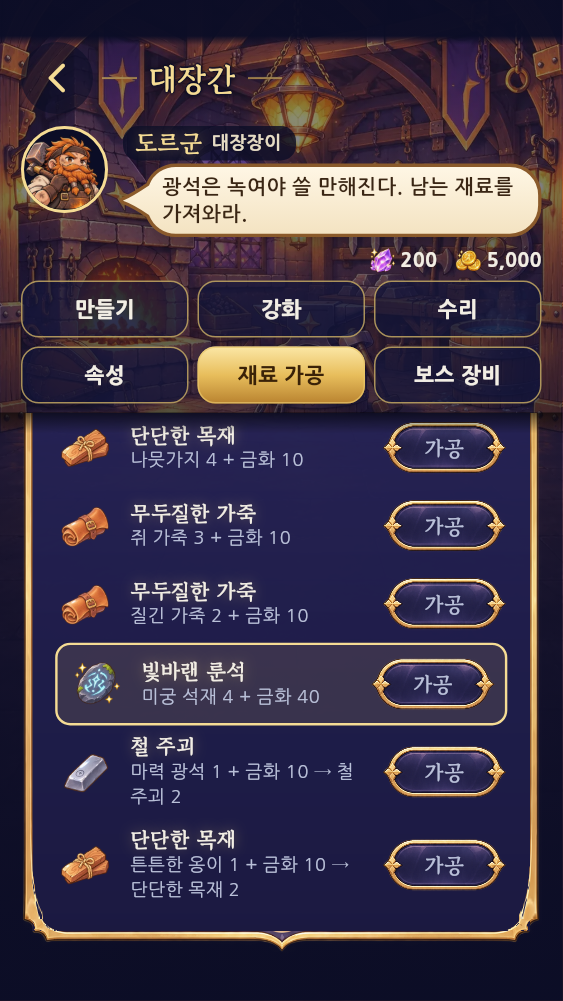 대장간
도르군 대장장이
광석은 녹여야 쓸 만해진다. 남는 재료를
가져와라.
200 5,000
만들기 강화 수리
속성 재료 가공 보스 장비
단단한 목재
나뭇가지 4 + 금화 10
가공
무두질한 가죽
쥐 가죽 3 + 금화 10
가공
무두질한 가죽
질긴 가죽 2 + 금화 10
가공
빛바랜 룬석
미궁 석재 4 + 금화 40
가공
철 주괴
마력 광석 1 + 금화 10 → 철
주괴 2
가공
단단한 목재
튼튼한 옹이 1 + 금화 10 →
단단한 목재 2
가공